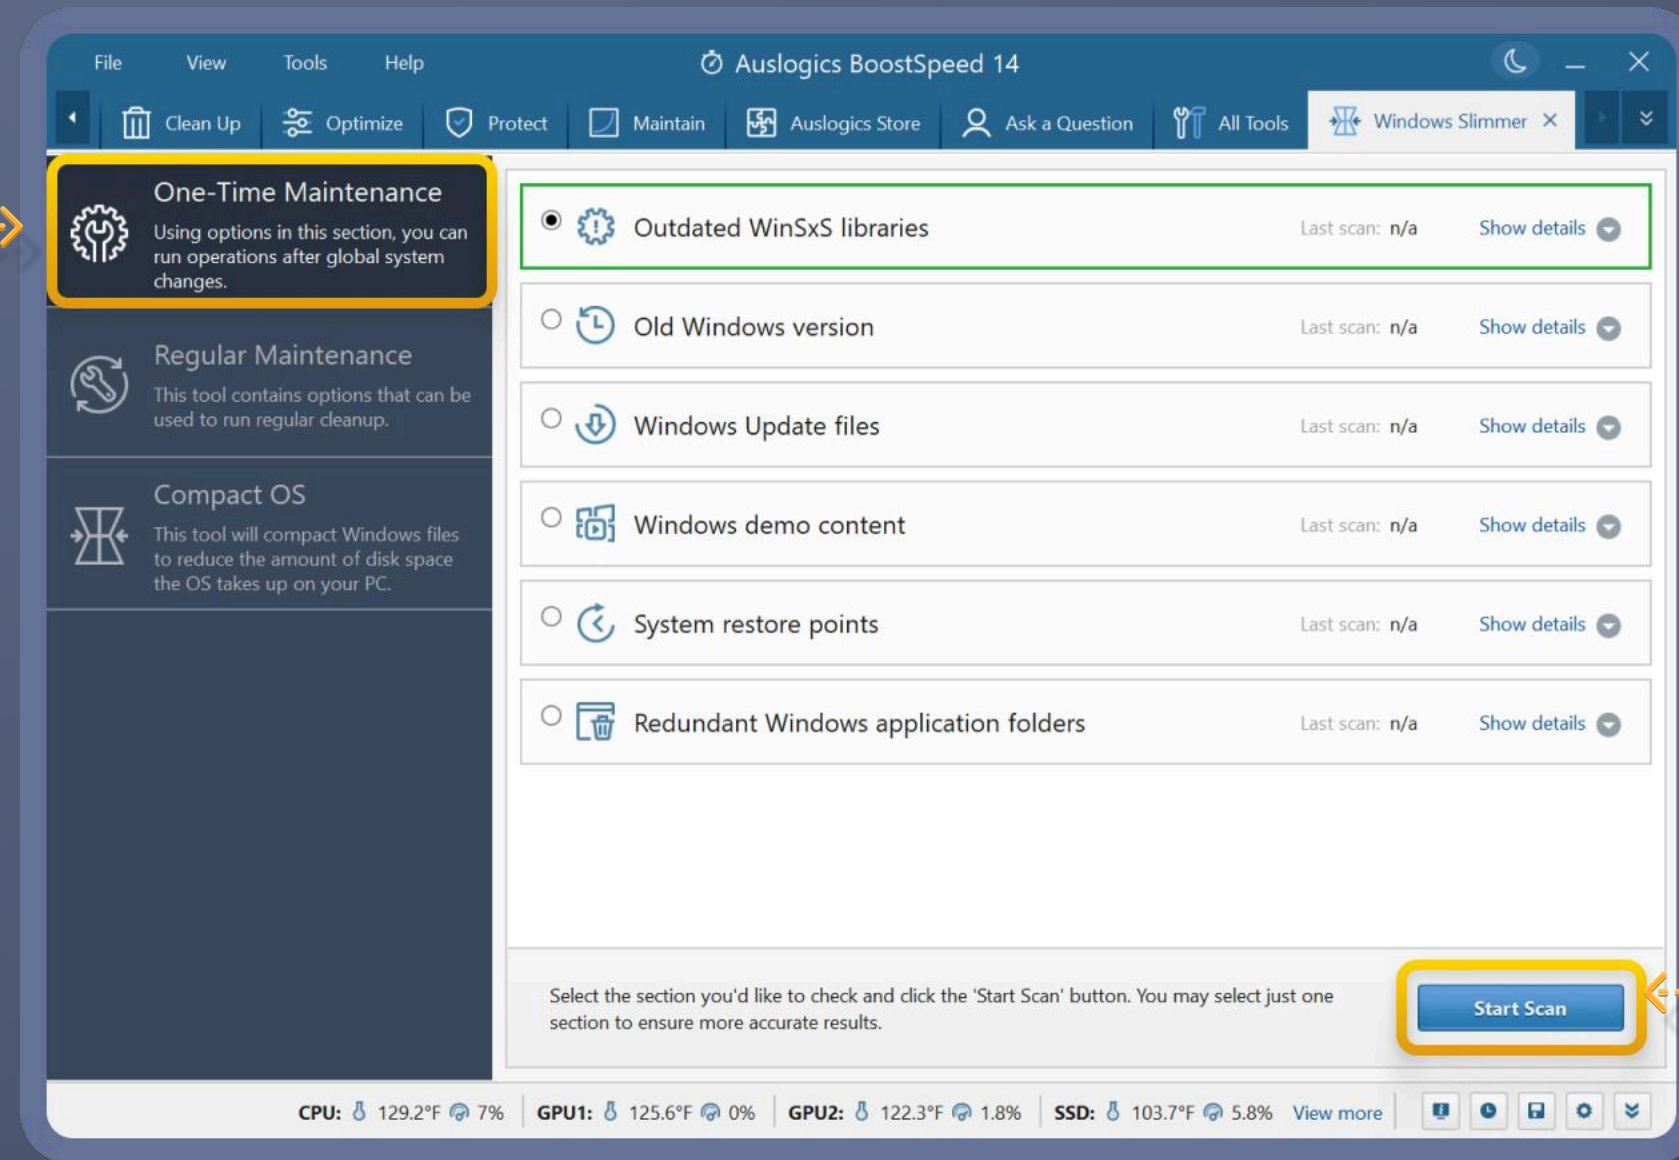 File View Tools Help Auslogics BoostSpeed 14
Clean Up Optimize Protect Maintain Auslogics Store Ask a Question All Tools Windows Slimmer
One-Time Maintenance
Using options in this section, you can
run operations after global system
changes.
Regular Maintenance
This tool contains options that can be
used to run regular cleanup.
Compact OS
This tool will compact Windows files
to reduce the amount of disk space
the OS takes up on your PC.
Outdated WinSxS libraries Last scan: n/a Show details
Old Windows version Last scan: n/a Show details
Windows Update files Last scan: n/a Show details
Windows demo content Last scan: n/a Show details
System restore points Last scan: n/a Show details
Redundant Windows application folders Last scan: n/a Show details
Select the section you'd like to check and click the 'Start Scan' button. You may select just one
section to ensure more accurate results.
Start Scan
CPU: 129.2°F 7% GPU1: 125.6°F 0% GPU2: 122.3°F 1.8% SSD: 103.7°F 5.8% View more